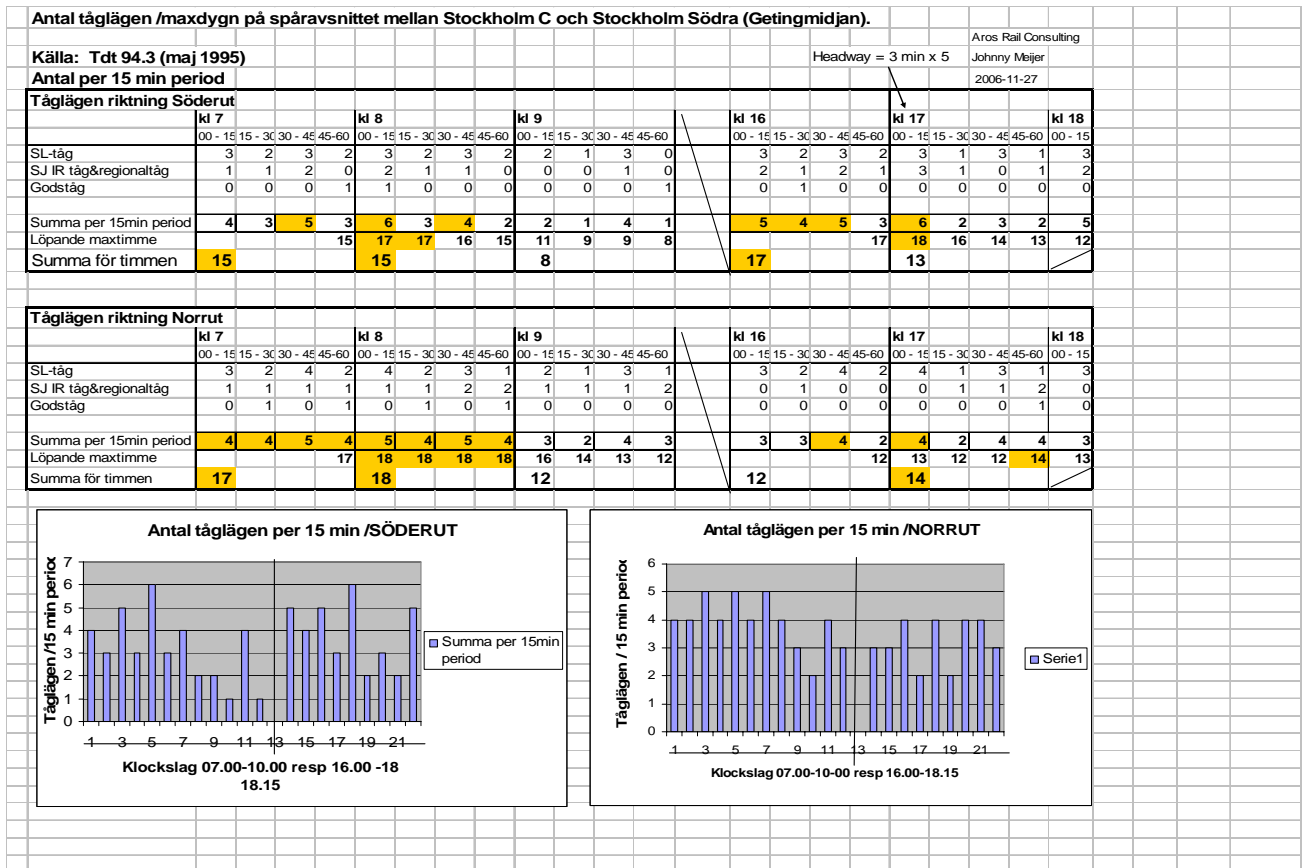 Antal tåglägen /maxdygn på spåravsnittet mellan Stockholm C och Stockholm Södra (Getingmidjan).
Aros Rail Consulting
Källa: Tdt 94.3 (maj 1995) Headway = 3 min x 5 Johnny Meijer
Antal per 15 min period 2006-11-27
Tåglägen riktning Söderut
kl 7 kl 8 kl 9 kl 16 kl 17 kl 18
00 - 15 15 - 30 30 - 45 45-60 00 - 15 15 - 30 30 - 45 45-60 00 - 15 15 - 30 30 - 45 45-60 00 - 15 15 - 30 30 - 45 45-60 00 - 15 15 - 30 30 - 45 45-60 00 - 15
SL-tåg 3 2 3 2 3 2 3 2 2 1 3 0 3 2 3 2 3 1 3 1 3
SJ IR tåg&regionaltåg 1 1 2 0 2 1 1 0 0 0 1 0 2 1 2 1 3 1 0 1 2
Godståg 0 0 0 1 1 0 0 0 0 0 0 1 0 1 0 0 0 0 0 0 0
Summa per 15min period 4 3 5 3 6 3 4 2 2 1 4 1 5 4 5 3 6 2 3 2 5
Löpande maxtimme 15 17 17 16 15 11 9 9 8 17 18 16 14 13 12
Summa för timmen 15 15 8 17 13
Tåglägen riktning Norrut
kl 7 kl 8 kl 9 kl 16 kl 17 kl 18
00 - 15 15 - 30 30 - 45 45-60 00 - 15 15 - 30 30 - 45 45-60 00 - 15 15 - 30 30 - 45 45-60 00 - 15 15 - 30 30 - 45 45-60 00 - 15 15 - 30 30 - 45 45-60 00 - 15
SL-tåg 3 2 4 2 4 2 3 1 2 1 3 1 3 2 4 2 4 1 3 1 3
SJ IR tåg&regionaltåg 1 1 1 1 1 1 2 2 1 1 1 2 0 1 0 0 0 1 1 2 0
Godståg 0 1 0 1 0 1 0 1 0 0 0 0 0 0 0 0 0 0 0 1 0
Summa per 15min period 4 4 5 4 5 4 5 4 3 2 4 3 3 3 4 2 4 2 4 4 3
Löpande maxtimme 17 18 18 18 18 16 14 13 12 12 13 12 12 14 13
Summa för timmen 17 18 12 12 14
Antal tåglägen per 15 min /SÖDERUT
Tåglägen /15 min period
7
6
5
4
3
2
1
0
1 3 5 7 9 11 13 15 17 19 21
Klockslag 07.00-10.00 resp 16.00 -18
18.15
Summa per 15min
period
Antal tåglägen per 15 min /NORRUT
Tåglägen / 15 min period
6
5
4
3
2
1
0
1 3 5 7 9 11 13 15 17 19 21
Klockslag 07.00-10-00 resp 16.00-18.15
Serie1